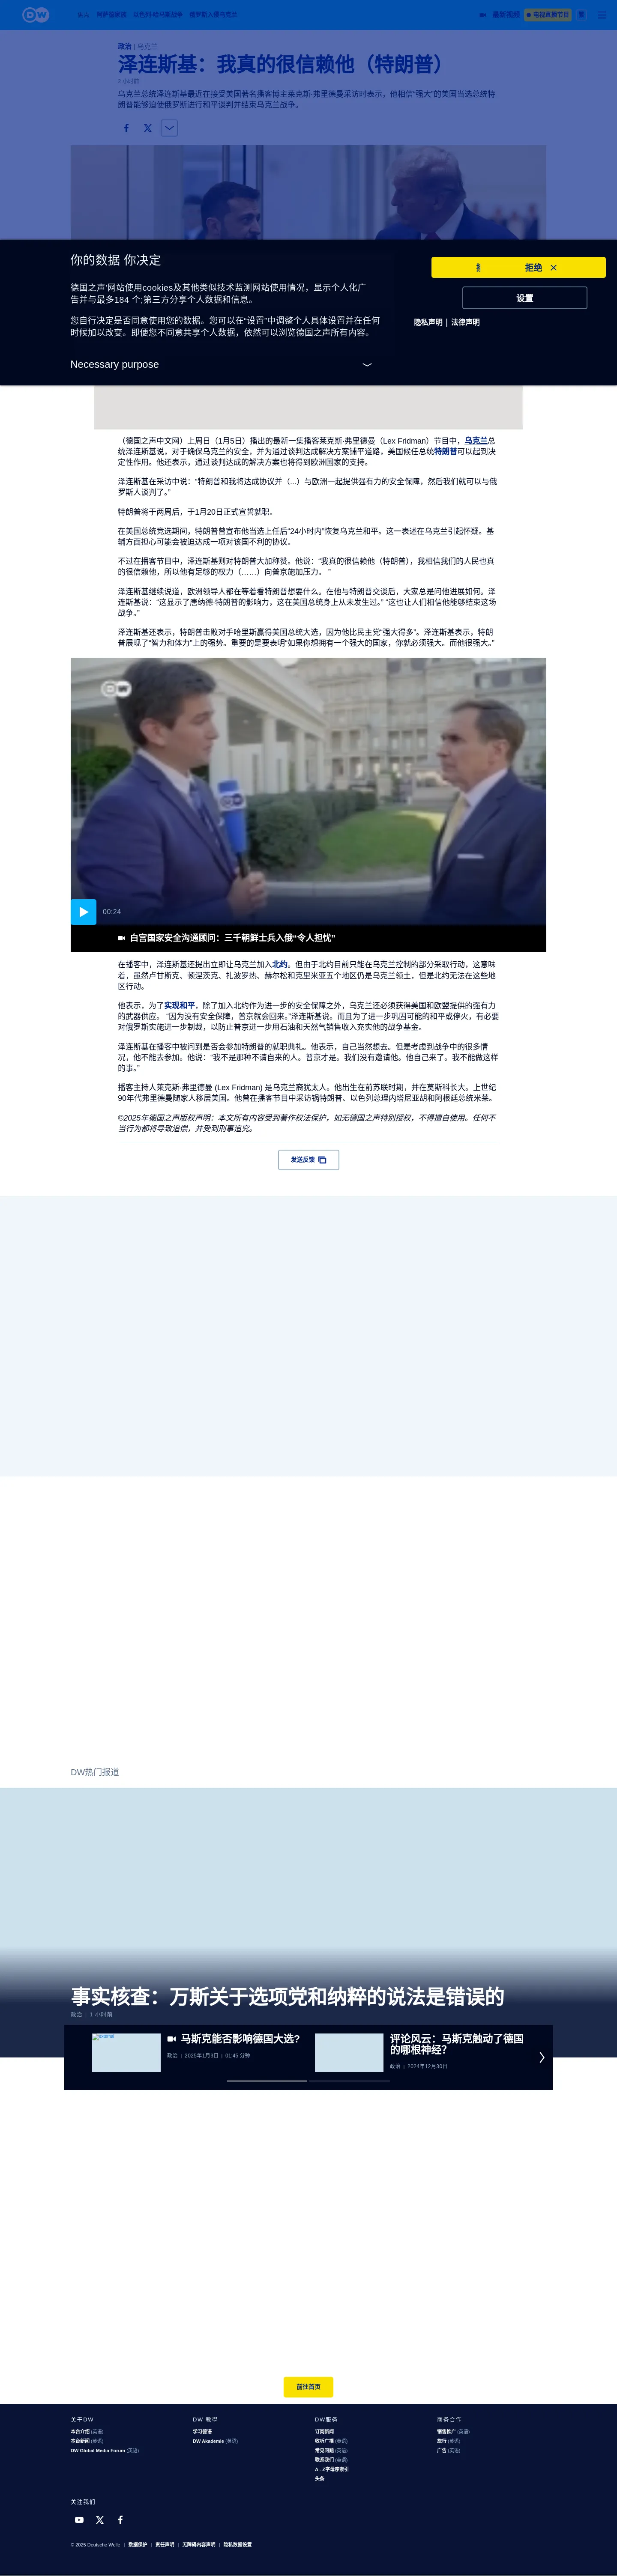 DW
焦点 呼萨德叙旅 以色列-哈马斯战争 俄罗斯入侵乌克兰
最新视频 电视直播节目 繁
政治 | 乌克兰
泽连斯基：我真的很信赖他（特朗普）
2 小时前
乌克兰总统泽连斯基最近在接受美国著名播客博主莱克斯·弗里德曼采访时表示，他相信“强大”的美国当选总统特
朗普能够迫使俄罗斯进行和平谈判并结束乌克兰战争。
你的数据 你决定
德国之声'网站使用cookies及其他类似技术监测网站使用情况，显示个人化广
告并与最多184 个;第三方分享个人数据和信息。
您自行决定是否同意使用您的数据。您可以在“设置”中调整个人具体设置并在任何
时候加以改变。即便您不同意共享个人数据，依然可以浏览德国之声所有内容。
Necessary purpose
拒绝
设置
隐私声明 | 法律声明
（德国之声中文网）上周日（1月5日）播出的最新一集播客莱克斯·弗里德曼（Lex Fridman）节目中，乌克兰总
统泽连斯基说，对于确保乌克兰的安全，并为通过谈判达成解决方案铺平道路，美国候任总统特朗普可以起到决
定性作用。他还表示，通过谈判达成的解决方案也将得到欧洲国家的支持。
泽连斯基在采访中说：“特朗普和我将达成协议并（...）与欧洲一起提供强有力的安全保障，然后我们就可以与俄
罗斯人谈判了。”
特朗普将于两周后，于1月20日正式宣誓就职。
在美国总统竞选期间，特朗普曾宣布他当选上任后“24小时内”恢复乌克兰和平。这一表述在乌克兰引起怀疑。基
辅方面担心可能会被迫达成一项对该国不利的协议。
不过在播客节目中，泽连斯基则对特朗普大加称赞。他说：“我真的很信赖他（特朗普），我相信我们的人民也真
的很信赖他，所以他有足够的权力（……）向普京施加压力。 ”
泽连斯基继续说道，欧洲领导人都在等着看特朗普想要什么。在他与特朗普交谈后，大家总是问他进展如何。泽
连斯基说：“这显示了唐纳德·特朗普的影响力，这在美国总统身上从未发生过。” “这也让人们相信他能够结束这场
战争。”
泽连斯基还表示，特朗普击败对手哈里斯赢得美国总统大选，因为他比民主党“强大得多”。泽连斯基表示，特朗
普展现了“智力和体力”上的强势。重要的是要表明“如果你想拥有一个强大的国家，你就必须强大。而他很强大。”
DW
00:24
白宫国家安全沟通顾问：三千朝鲜士兵入俄“令人担忧”
在播客中，泽连斯基还提出立即让乌克兰加入北约。但由于北约目前只能在乌克兰控制的部分采取行动，这意味
着，虽然卢甘斯克、顿涅茨克、扎波罗热、赫尔松和克里米亚五个地区仍是乌克兰领土，但是北约无法在这些地
区行动。
他表示，为了实现和平，除了加入北约作为进一步的安全保障之外，乌克兰还必须获得美国和欧盟提供的强有力
的武器供应。 “因为没有安全保障，普京就会回来。”泽连斯基说。而且为了进一步巩固可能的和平或停火，有必要
对俄罗斯实施进一步制裁，以防止普京进一步用石油和天然气销售收入充实他的战争基金。
泽连斯基在播客中被问到是否会参加特朗普的就职典礼。他表示，自己当然想去。但是考虑到战争中的很多情
况，他不能去参加。他说：“我不是那种不请自来的人。普京才是。我们没有邀请他。他自己来了。我不能做这样
的事。”
播客主持人莱克斯·弗里德曼 (Lex Fridman) 是乌克兰裔犹太人。他出生在前苏联时期，并在莫斯科长大。上世纪
90年代弗里德曼随家人移居美国。他曾在播客节目中采访锅特朗普、以色列总理内塔尼亚胡和阿根廷总统米莱。
©2025年德国之声版权声明：本文所有内容受到著作权法保护，如无德国之声特别授权，不得擅自使用。任何不
当行为都将导致追偿，并受到刑事追究。
发送反馈
DW热门报道
事实核查：万斯关于选项党和纳粹的说法是错误的
政治 | 1 小时前
马斯克能否影响德国大选?
政治 | 2025年1月3日 | 01:45 分钟
评论风云：马斯克触动了德国
的哪根神经?
政治 | 2024年12月30日
前往首页
关于DW
本台介绍 (英语)
本台新闻 (英语)
DW Global Media Forum (英语)
DW 教學
学习德语
DW Akademie (英语)
DW服务
订阅新闻
收听广播 (英语)
常见问题 (英语)
联系我们 (英语)
A - Z字母序索引
头条
商务合作
销售推广 (英语)
旅行 (英语)
广告 (英语)
关注我们
© 2025 Deutsche Welle | 数据保护 | 责任声明 | 无障碍内容声明 | 隐私数据设置